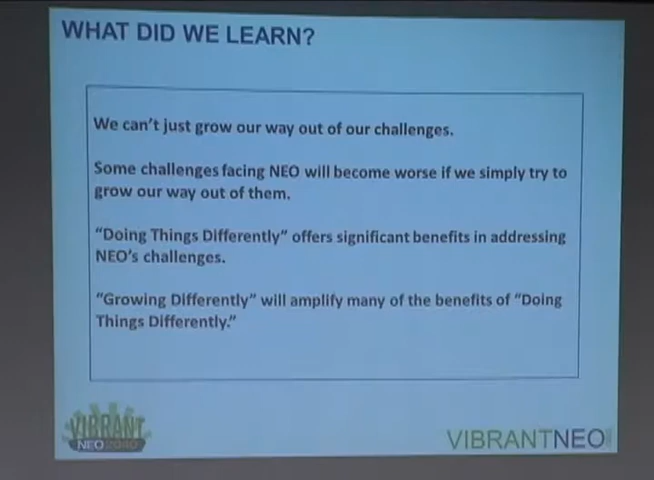 WHAT DID WE LEARN?
We can't just grow our way out of our challenges.
Some challenges facing NEO will become worse if we simply try to
grow our way out of them.
"Doing Things Differently" offers significant benefits in addressing
NEO's challenges.
"Growing Differently" will amplify many of the benefits of "Doing
Things Differently."
VIBRANT
NEO 2040
VIBRANTNEO